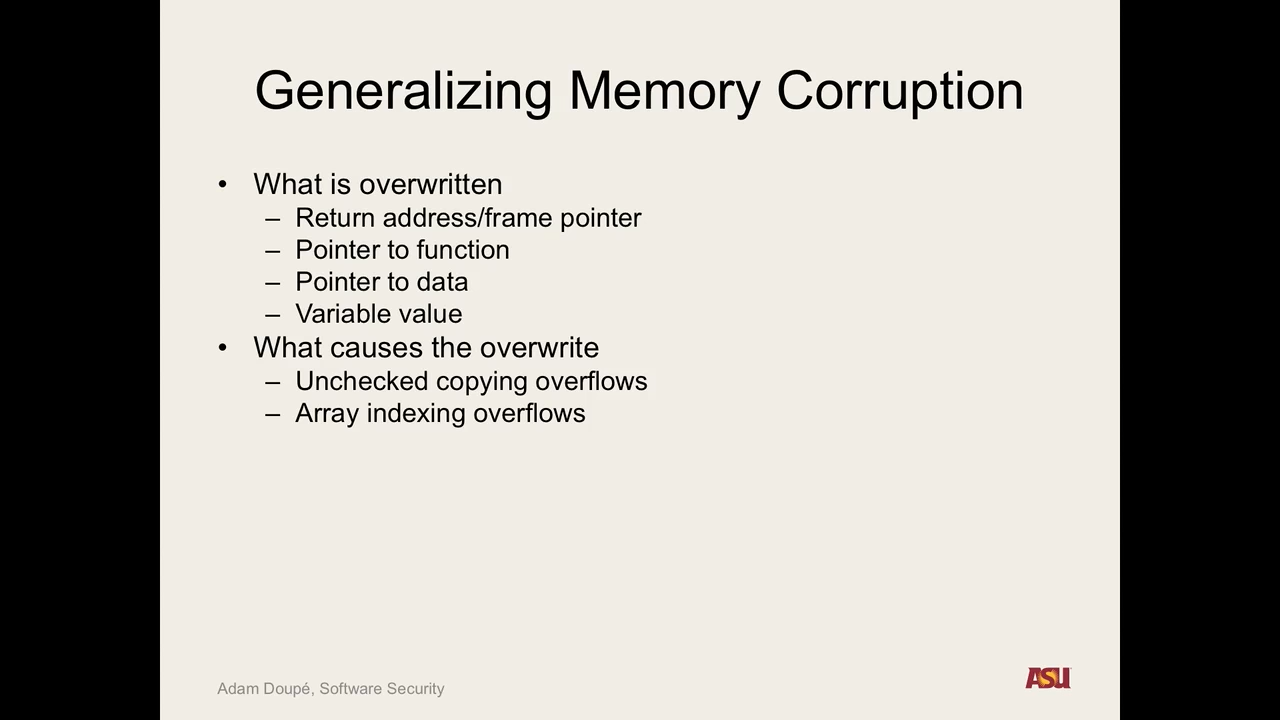 Generalizing Memory Corruption
• What is overwritten
– Return address/frame pointer
– Pointer to function
– Pointer to data
– Variable value
• What causes the overwrite
– Unchecked copying overflows
– Array indexing overflows
Adam Doupé, Software Security
ASU